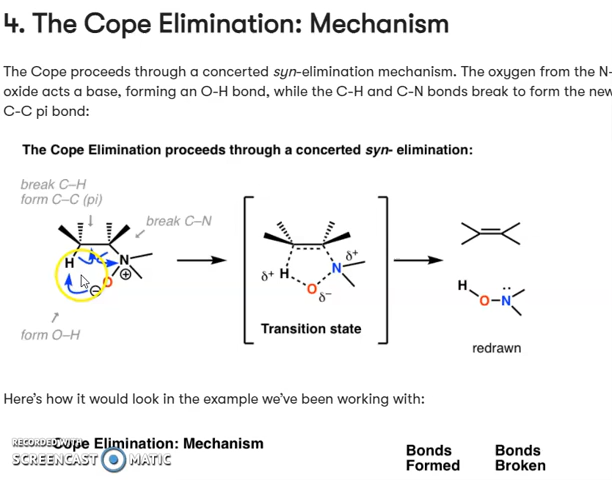 4. The Cope Elimination: Mechanism
The Cope proceeds through a concerted syn-elimination mechanism. The oxygen from the N-
oxide acts a base, forming an O-H bond, while the C-H and C-N bonds break to form the new
C-C pi bond:
The Cope Elimination proceeds through a concerted syn- elimination:
break C–H
form C–C (pi)
break C–N
H N ⊕
O ⊖
form O–H
δ+ H N δ+
O δ–
Transition state
H
O–N
redrawn
Here's how it would look in the example we've been working with:
Cope Elimination: Mechanism
Bonds Formed
Bonds Broken
RECORDED WITH
SCREENCAST MATIC